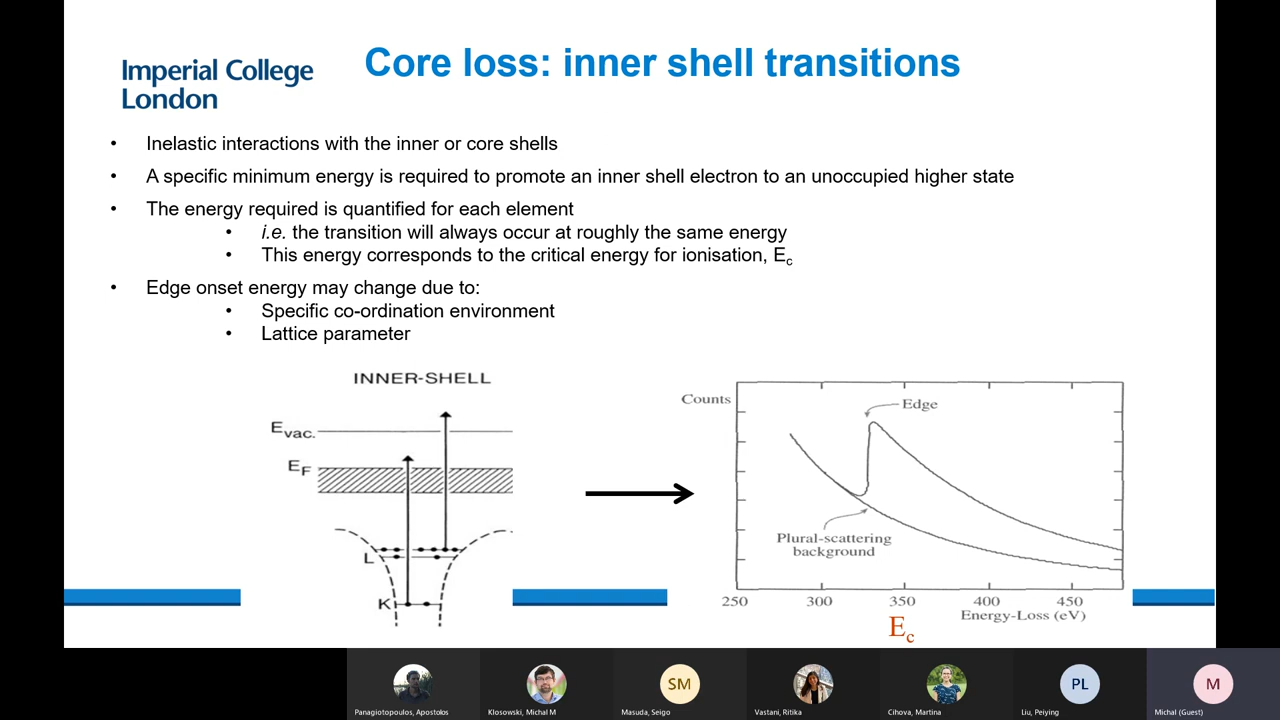 Imperial College
London
Core loss: inner shell transitions
• Inelastic interactions with the inner or core shells
• A specific minimum energy is required to promote an inner shell electron to an unoccupied higher state
• The energy required is quantified for each element
• i.e. the transition will always occur at roughly the same energy
• This energy corresponds to the critical energy for ionisation, Ec
• Edge onset energy may change due to:
• Specific co-ordination environment
• Lattice parameter
INNER-SHELL
Evac.
EF
L
K
Counts
Edge
Plural-scattering
background
250 300 350 400 450
Energy-Loss (eV)
Ec
SM
PL
M
Panagiotopoulos, Apostolos
Klosowski, Michal M
Masuda, Seigo
Vastani, Ritika
Cihova, Martina
Liu, Peiying
Michal (Guest)